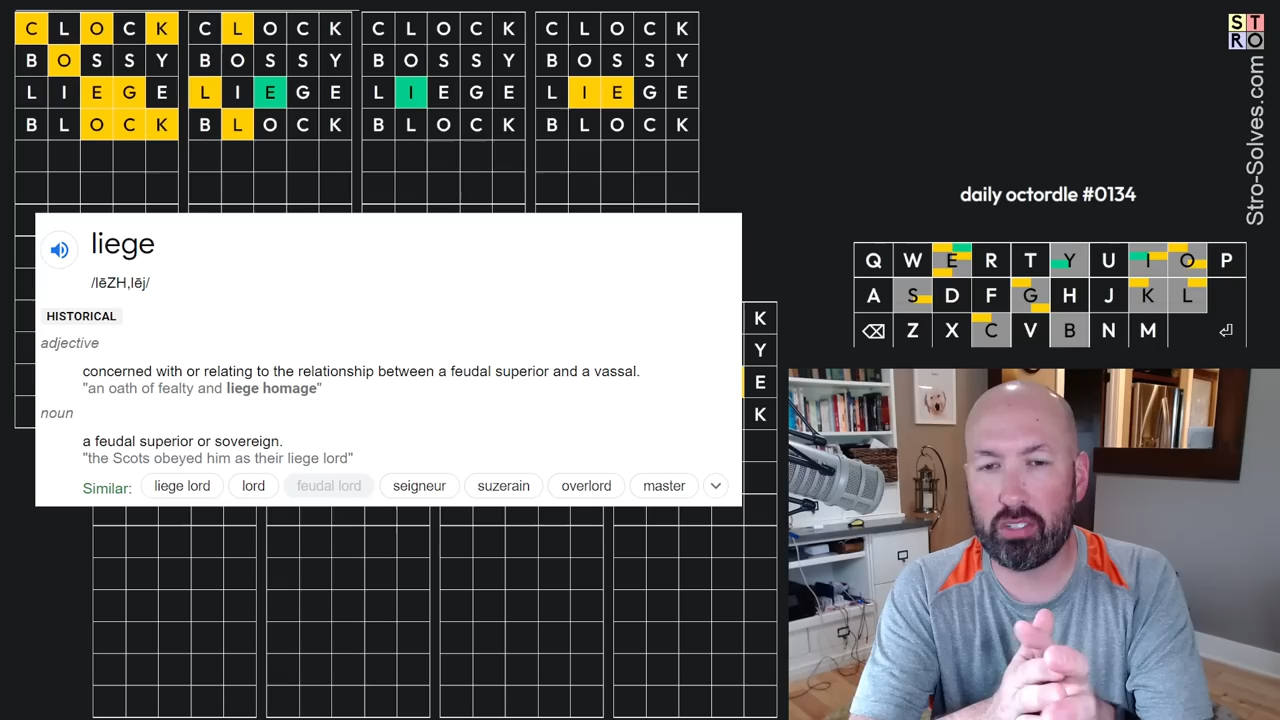 C L O C K C L O C K C L O C K C L O C K
B O S S Y B O S S Y B O S S Y B O S S Y
L I E G E L I E G E L I E G E L I E G E
B L O C K B L O C K B L O C K B L O C K
S T
R O
Stro-Solves.com
daily octordle #0134
Q W E R T Y U I O P
A S D F G H J K L
⌫ Z X C V B N M ⏎
liege
/lēZH,lēj/
HISTORICAL
adjective
concerned with or relating to the relationship between a feudal superior and a vassal.
"an oath of fealty and liege homage"
noun
a feudal superior or sovereign.
"the Scots obeyed him as their liege lord"
Similar: liege lord lord feudal lord seigneur suzerain overlord master
K
Y
E
K